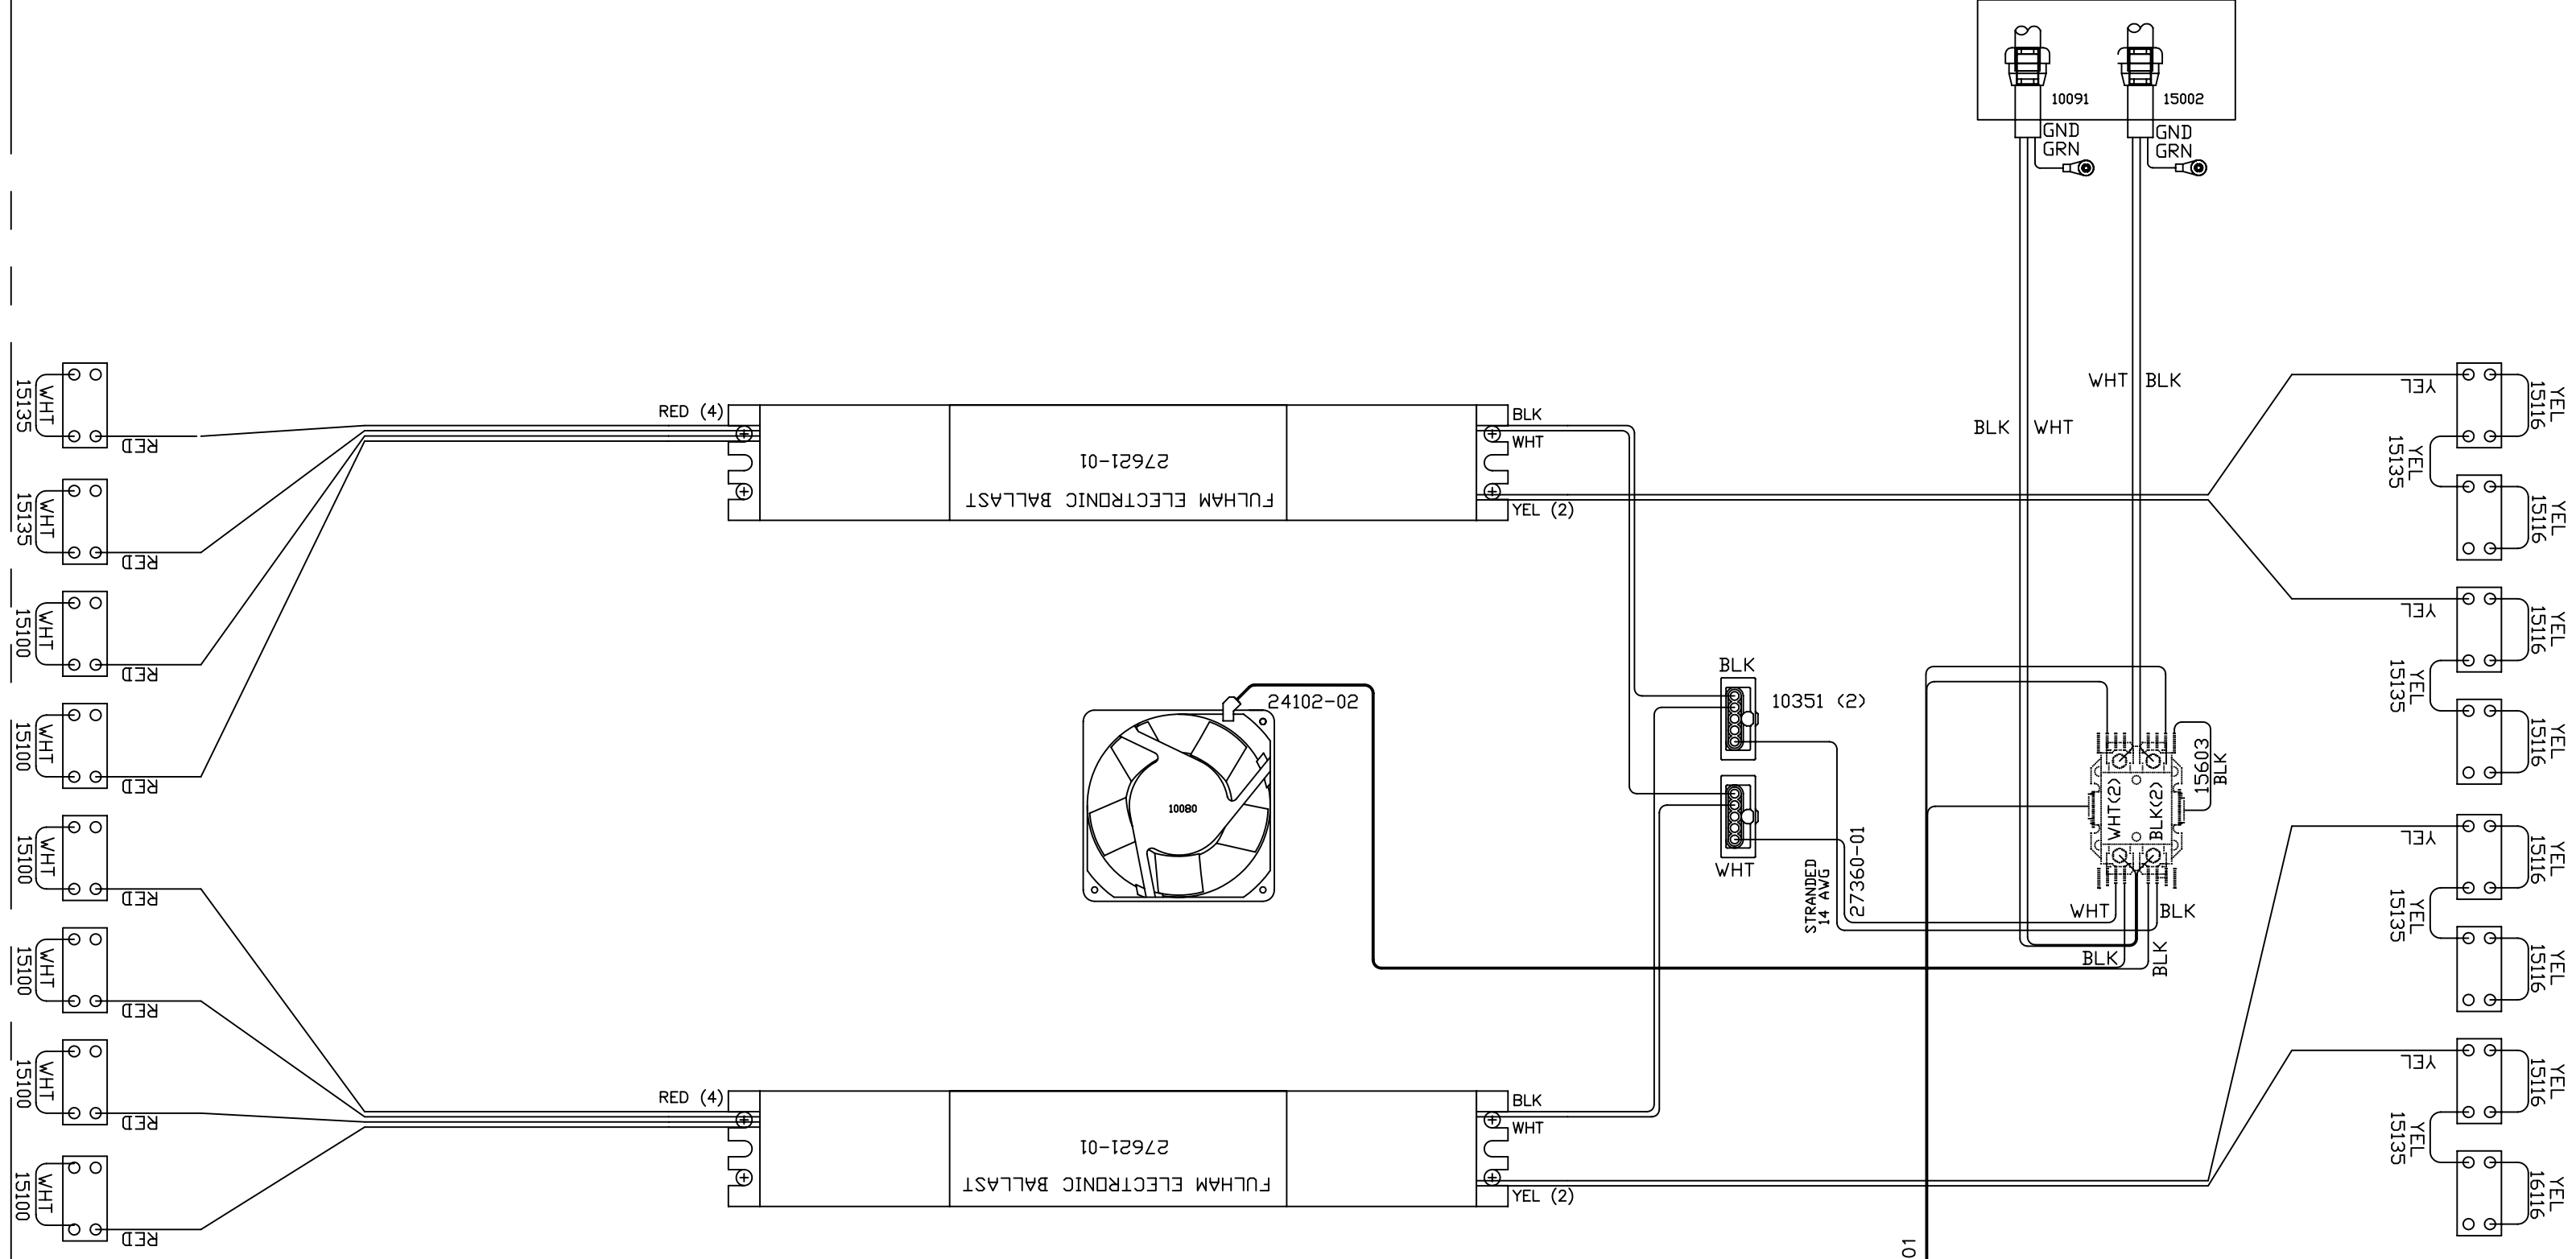 10091
15002
GND
GRN
GND
GRN
WHT
BLK
BLK
WHT
15135
WHT
RED
15135
WHT
RED
15100
WHT
RED
15100
WHT
RED
15100
WHT
RED
15100
WHT
RED
15100
WHT
RED
15100
WHT
RED
RED (4)
27621-01
FULHAM ELECTRONIC BALLAST
BLK
WHT
YEL (2)
24102-02
10080
BLK
10351 (2)
WHT
STRANDED
14 AWG
27360-01
WHT(2)
BLK(2)
15603
BLK
WHT
BLK
BLK
BLK
RED (4)
27621-01
FULHAM ELECTRONIC BALLAST
BLK
WHT
YEL (2)
01
YEL
YEL
15116
YEL
15135
YEL
15116
YEL
YEL
15116
YEL
15135
YEL
15116
YEL
YEL
15116
YEL
15135
YEL
15116
YEL
YEL
15116
YEL
15135
YEL
16116